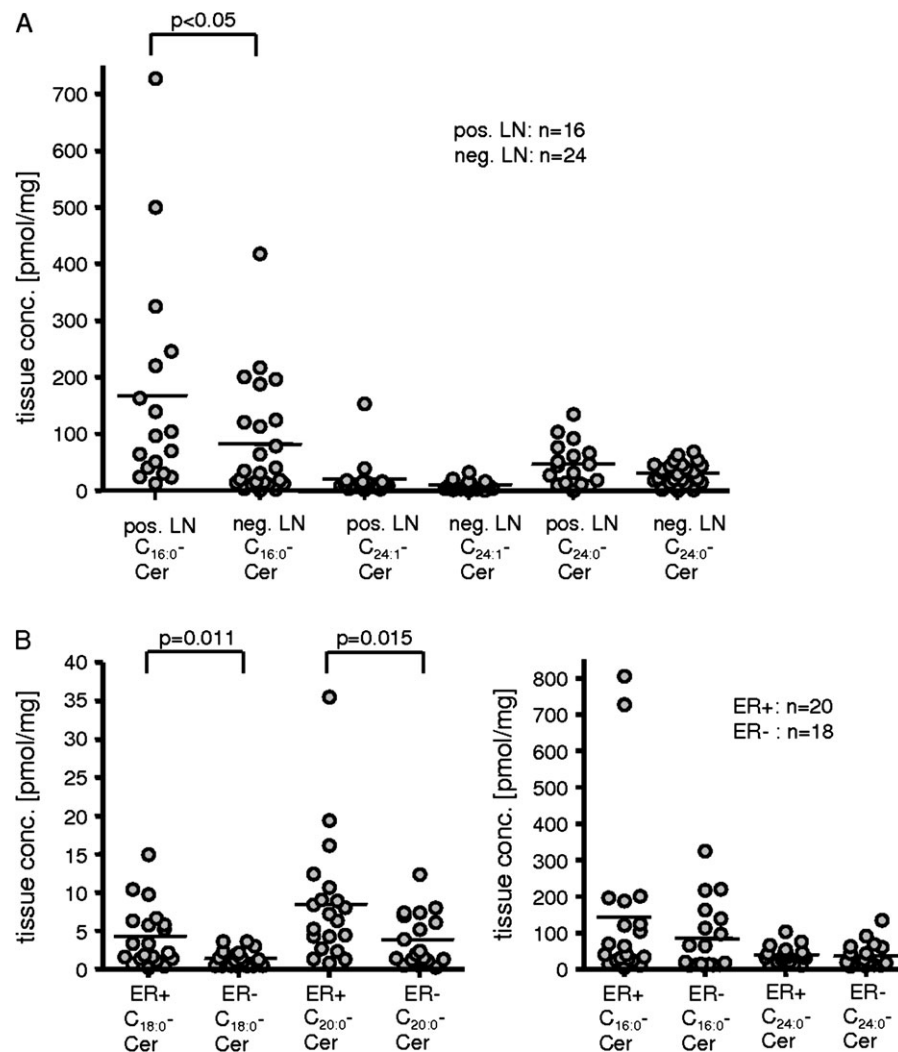 A
p<0.05
tissue conc. [pmol/mg]
700
600
500
400
300
200
100
0
pos. LN: n=16
neg. LN: n=24
pos. LN neg. LN pos. LN neg. LN pos. LN neg. LN
C16:0- C16:0- C24:1- C24:1- C24:0- C24:0-
Cer Cer Cer Cer Cer Cer
B
p=0.011 p=0.015
tissue conc. [pmol/mg]
40
35
30
25
20
15
10
5
0
ER+ ER- ER+ ER-
C18:0- C18:0- C20:0- C20:0-
Cer Cer Cer Cer
tissue conc. [pmol/mg]
800
700
600
500
400
300
200
100
0
ER+: n=20
ER- : n=18
ER+ ER- ER+ ER-
C16:0- C16:0- C24:0- C24:0-
Cer Cer Cer Cer